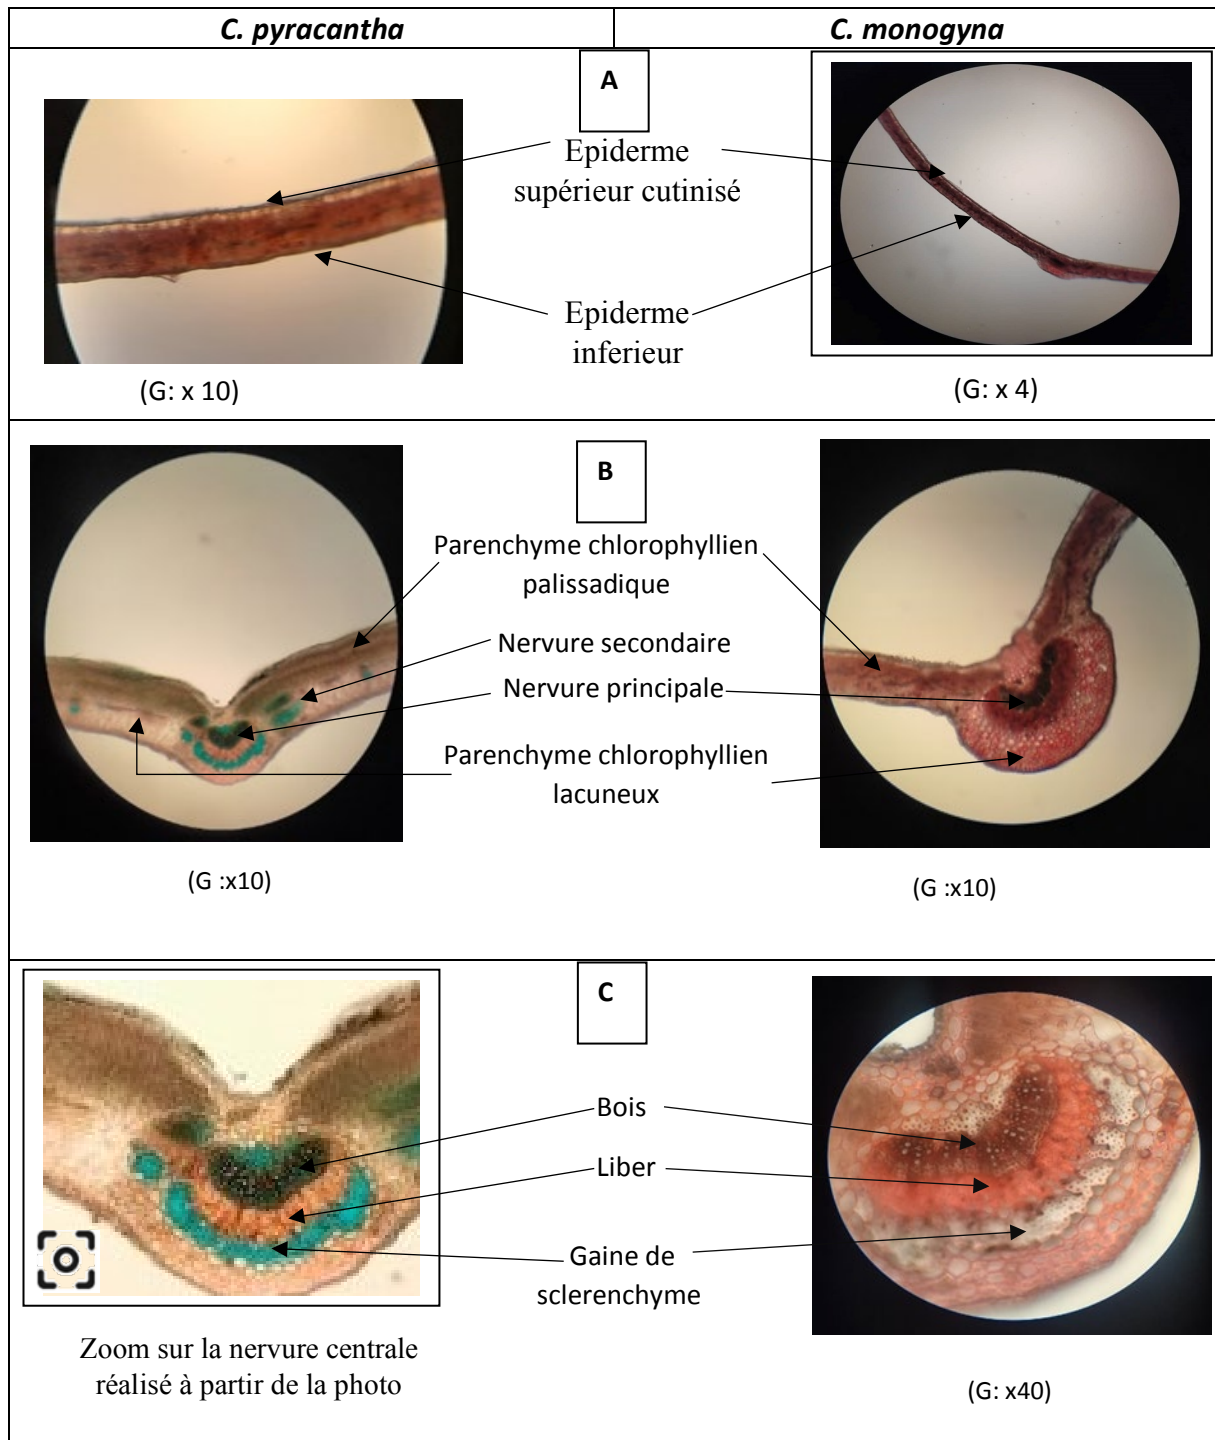 C. pyracantha
C. monogyna
A
Epiderme
supérieur cutinisé
Epiderme
inferieur
(G: x 10)
(G: x 4)
B
Parenchyme chlorophyllien
palissadique
Nervure secondaire
Nervure principale
Parenchyme chlorophyllien
lacuneux
(G :x10)
(G :x10)
C
Bois
Liber
Gaine de
sclerenchyme
Zoom sur la nervure centrale
réalisé à partir de la photo
(G: x40)